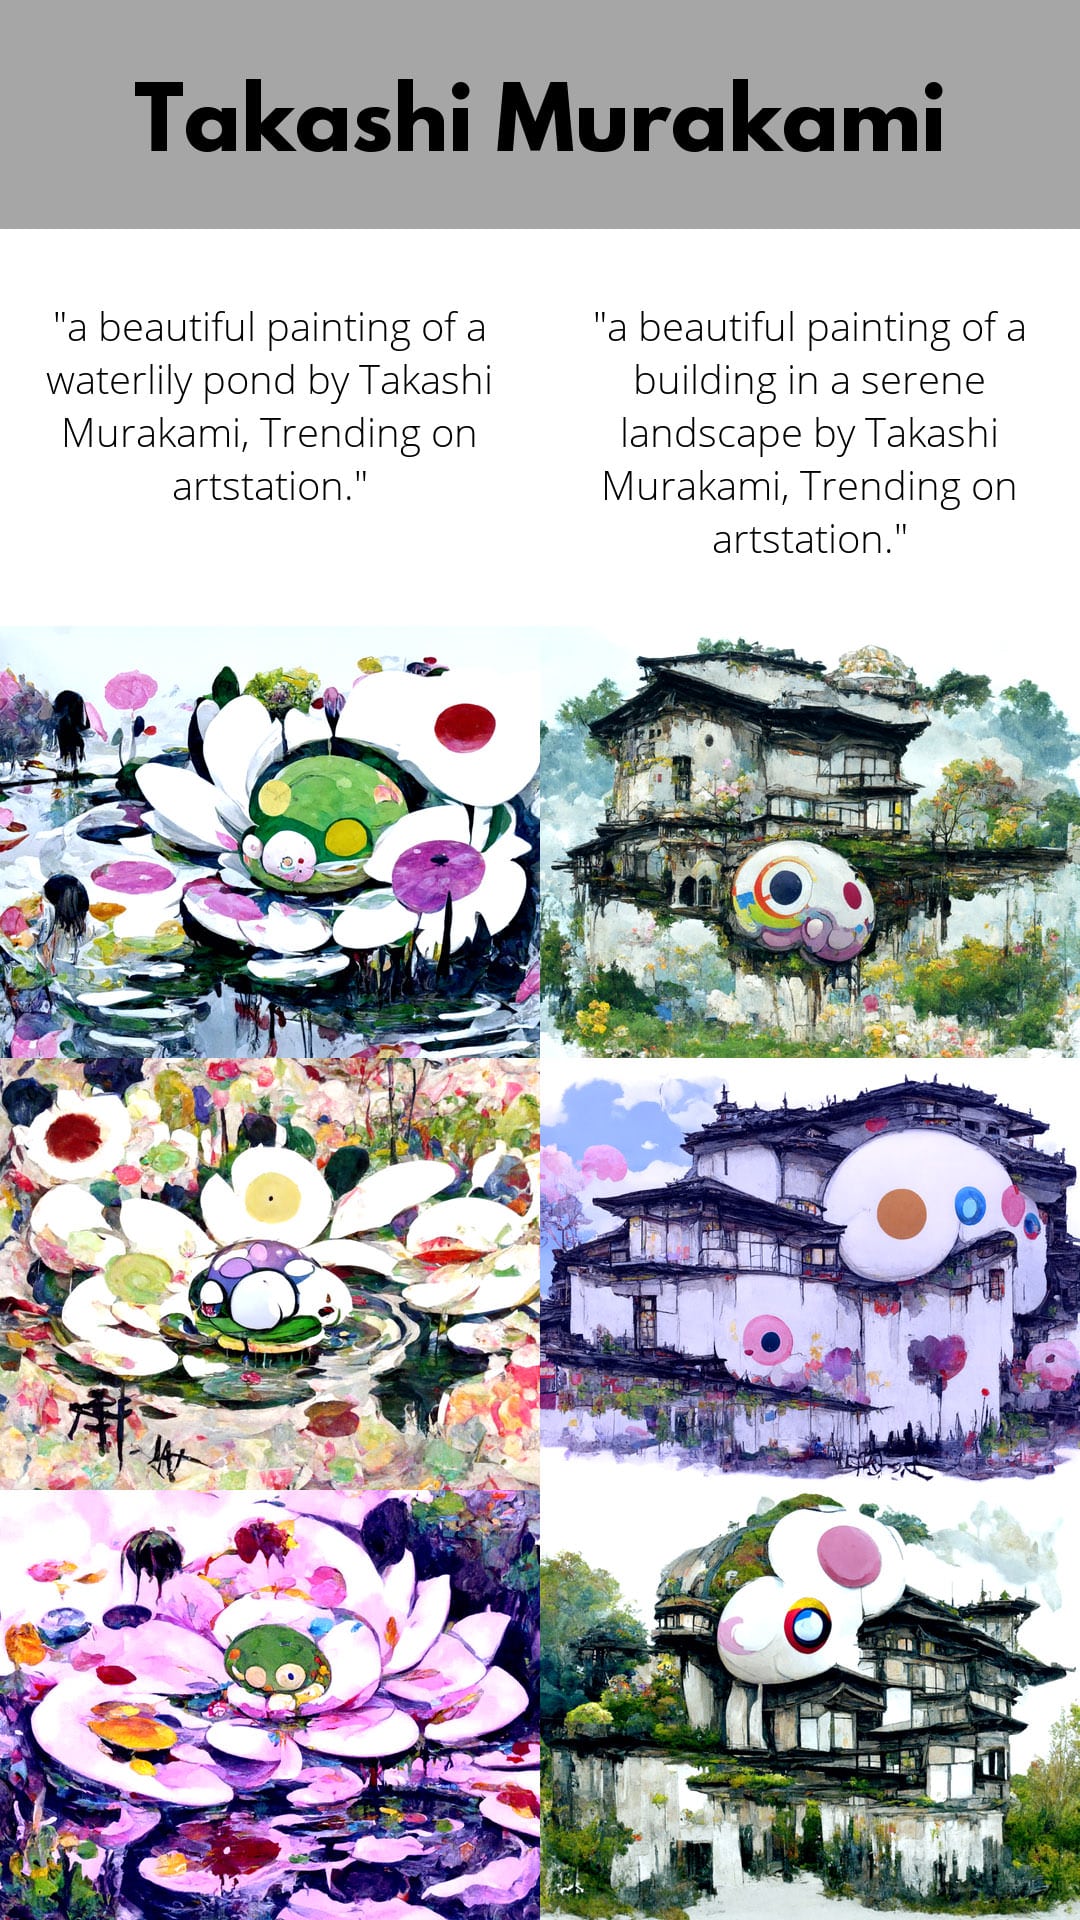 Takashi Murakami
"a beautiful painting of a
waterlily pond by Takashi
Murakami, Trending on
artstation."
"a beautiful painting of a
building in a serene
landscape by Takashi
Murakami, Trending on
artstation."